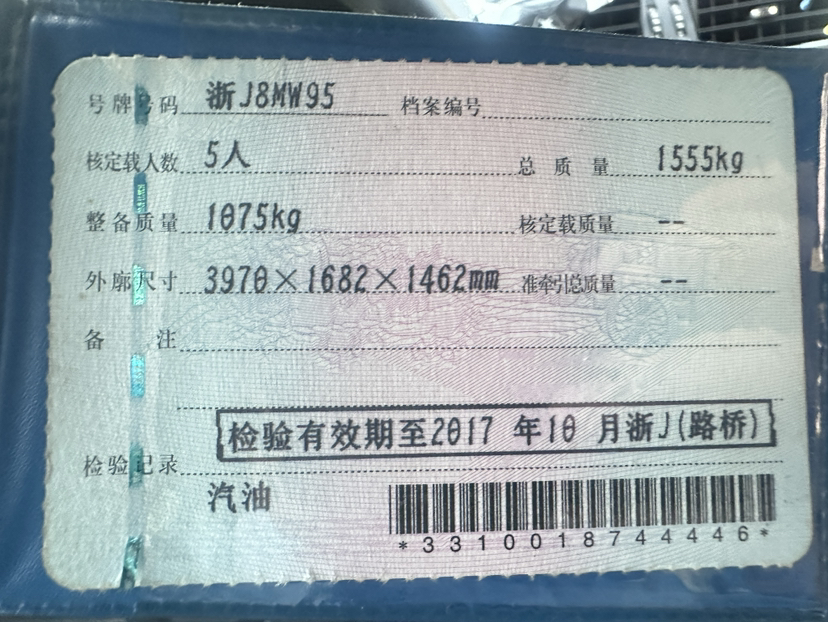 号牌号码 浙J8MW95 档案编号
核定载人数 5人 总质量 1555kg
整备质量 1075kg 核定载质量 --
外廓尺寸 3970×1682×1462mm 准牵引总质量 --
备注
检验有效期至2017 年10 月浙J(路桥)
检验记录
汽油
*3310018744446*